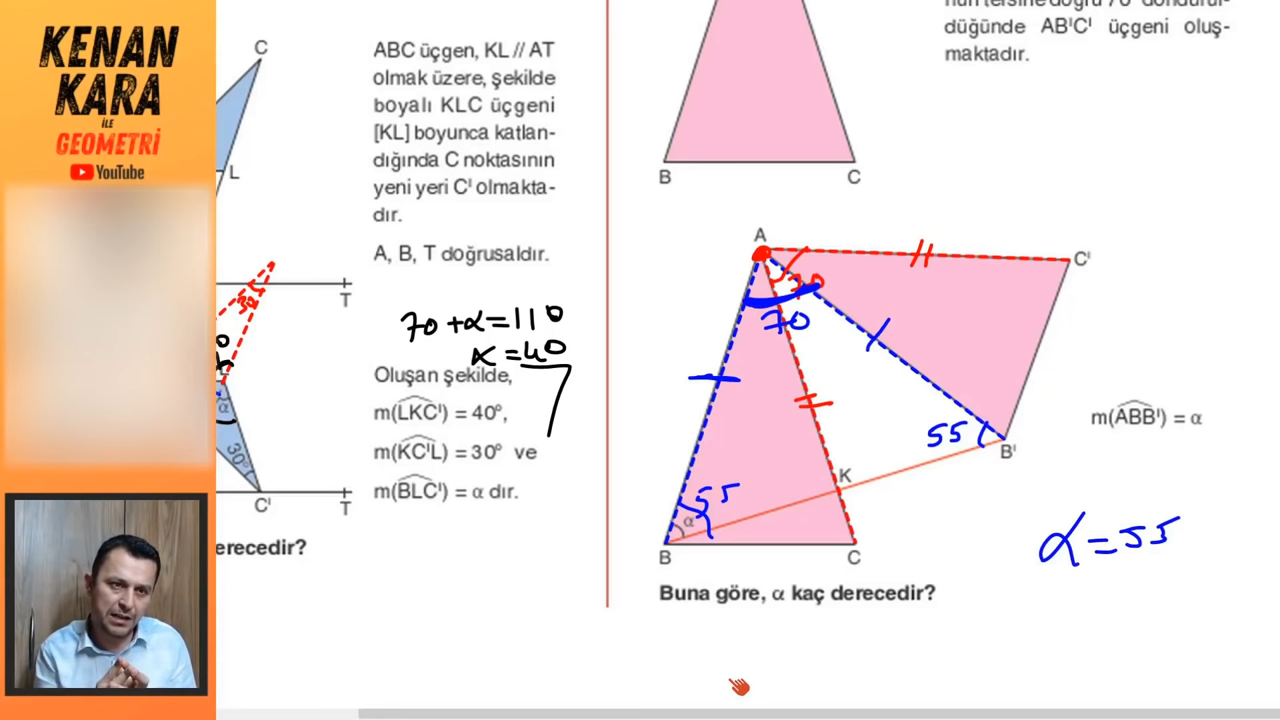 KENAN
KARA
İLE
GEOMETRİ
YouTube
C
L
T
30
α
30°
C'
T
ABC üçgen, KL // AT
olmak üzere, şekilde
boyalı KLC üçgeni
[KL] boyunca katlan-
dığında C noktasının
yeni yeri C' olmakta-
dır.
A, B, T doğrusaldır.
70 + α = 110
α = 40
Oluşan şekilde,
m(LKC') = 40°,
m(KC'L) = 30° ve
m(BLC') = α dır.
erecedir?
düğünde AB'C' üçgeni oluş-
maktadır.
B
C
A
C'
70
70
55
B'
m(ABB') = α
K
55
α
B
C
α = 55
Buna göre, α kaç derecedir?